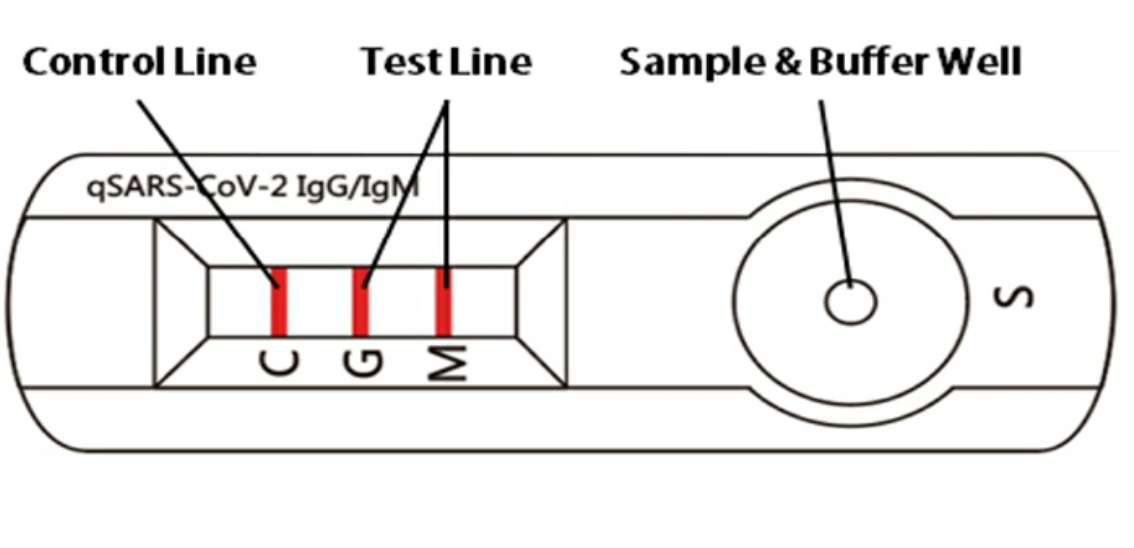 Control Line
Test Line
Sample & Buffer Well
qSARS-CoV-2 IgG/IgM
C
G
M
S